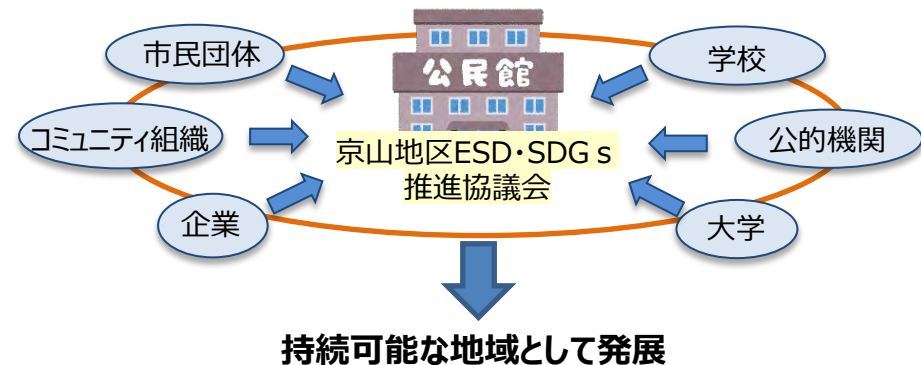 市民団体
公民館
学校
コミュニティ組織
京山地区ESD・SDGｓ
推進協議会
公的機関
企業
大学
持続可能な地域として発展